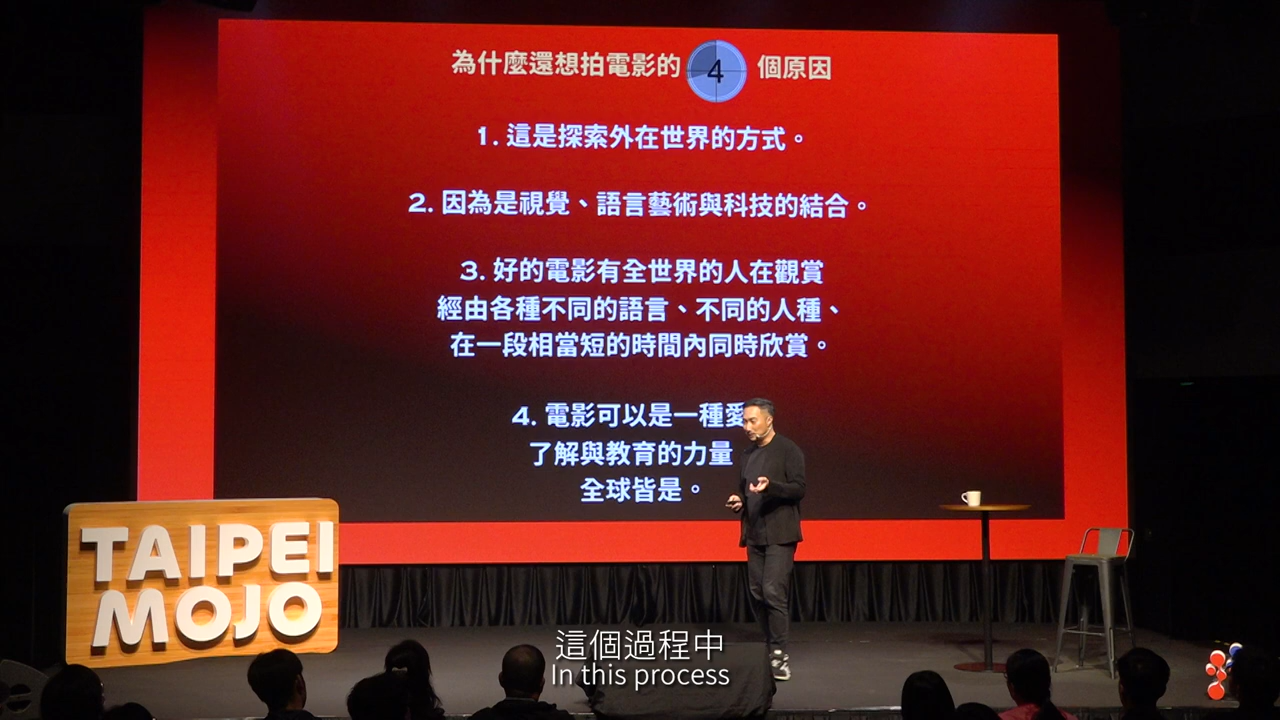 為什麼還想拍電影的 4 個原因
1. 這是探索外在世界的方式。
2. 因為是視覺、語言藝術與科技的結合。
3. 好的電影有全世界的人在觀賞
經由各種不同的語言、不同的人種、
在一段相當短的時間內同時欣賞。
4. 電影可以是一種愛
了解與教育的力量
全球皆是。
TAIPEI
MOJO
這個過程中
In this process